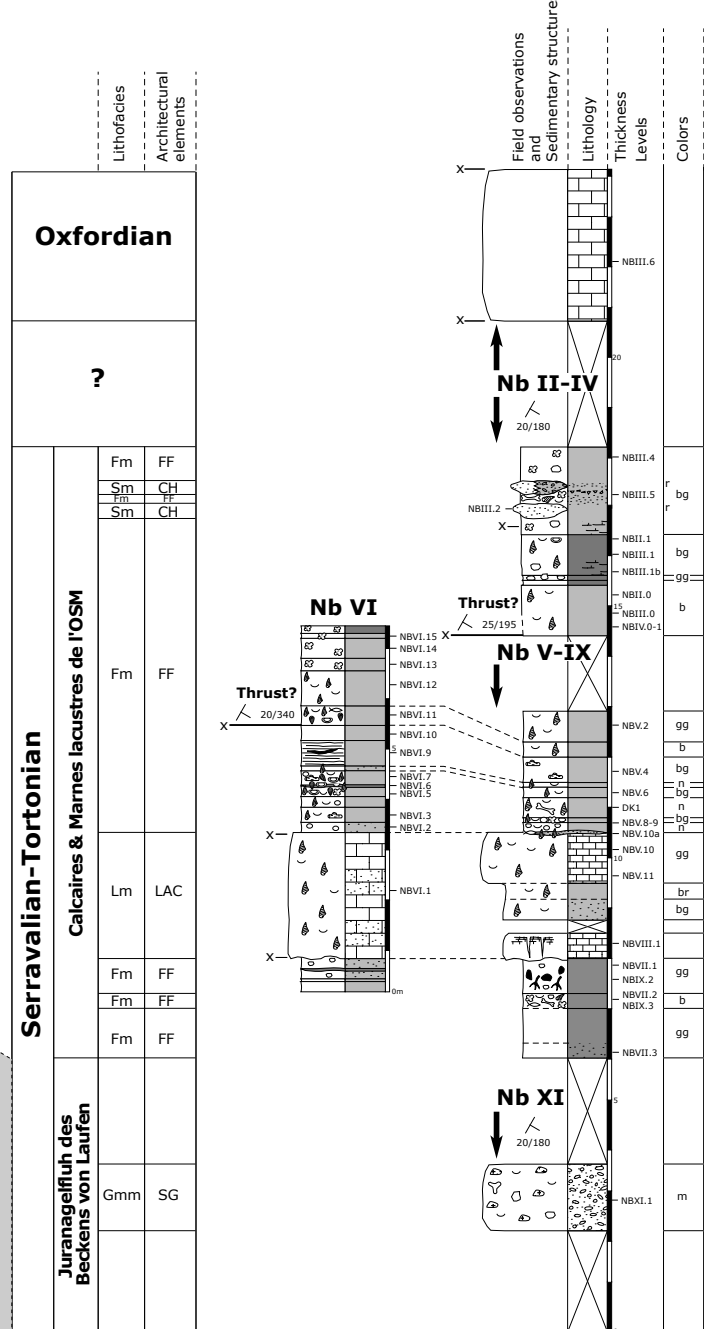 Lithofacies
Architectural
elements
Field observations
and
Sedimentary structure
Lithology
Thickness
Levels
Colors
Oxfordian
?
Serravalian-Tortonian
Calcaires & Marnes lacustres de l'OSM
Juranagelfluh des
Beckens von Laufen
Fm FF
Sm CH
Fm FF
Sm CH
Fm FF
Lm LAC
Fm FF
Fm FF
Fm FF
Gmm SG
Nb VI
Thrust?
20/340
X
X
X
NBVI.15
NBVI.14
NBVI.13
NBVI.12
NBVI.11
NBVI.10
5
NBVI.9
NBVI.7
NBVI.6
NBVI.5
NBVI.3
NBVI.2
NBVI.1
0m
X
X
NBIII.6
20
Nb II-IV
20/180
NBIII.4
NBIII.5
NBIII.2
X
NBII.1
NBIII.1
NBIII.1b
NBII.0
15
NBIII.0
NBIV.0-1
Thrust?
25/195
X
Nb V-IX
NBV.2
NBV.4
NBV.6
DK1
NBV.8-9
NBV.10a
NBV.10
10
NBV.11
NBVIII.1
NBVII.1
NBIX.2
NBVII.2
NBIX.3
NBVII.3
5
Nb XI
20/180
NBXI.1
r
bg
r
bg
gg
b
gg
b
bg
n
bg
n
bg
n
gg
br
bg
gg
b
gg
m